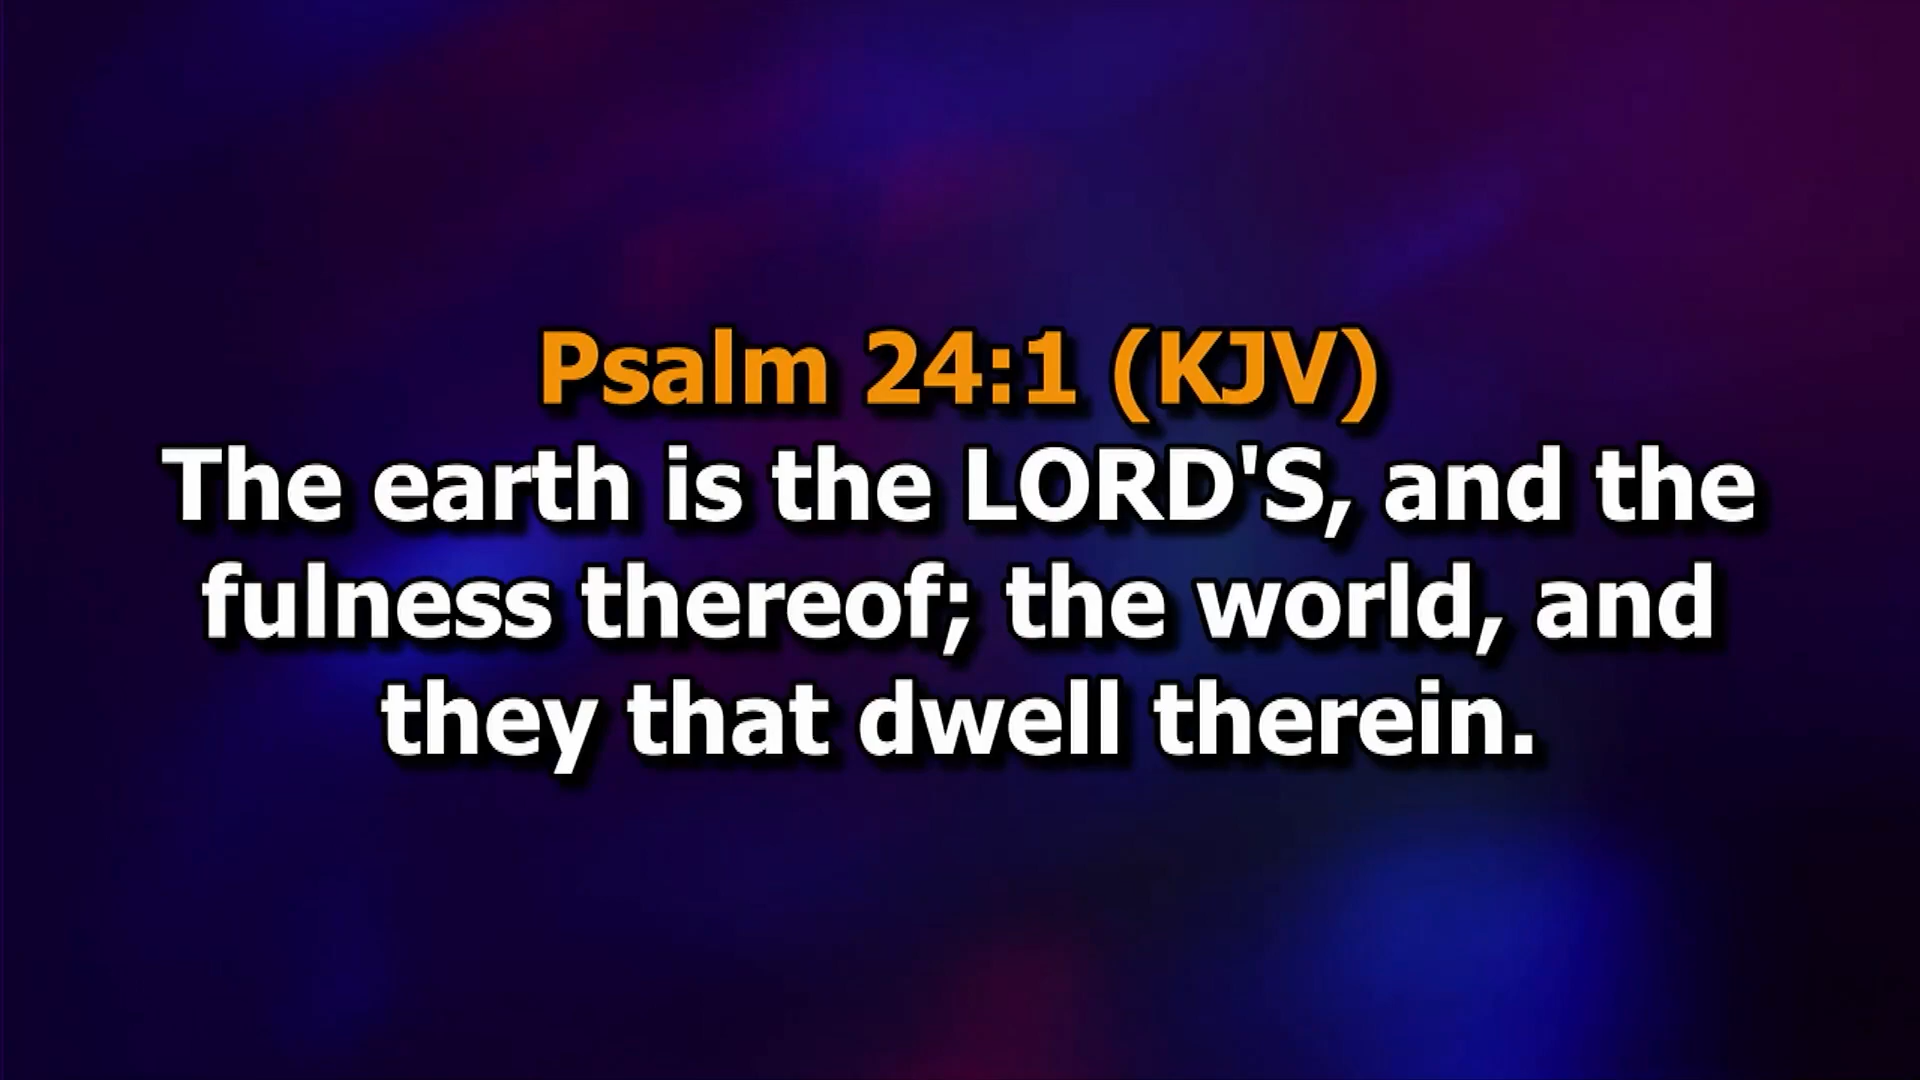 Psalm 24:1 (KJV)
The earth is the LORD'S, and the
fulness thereof; the world, and
they that dwell therein.